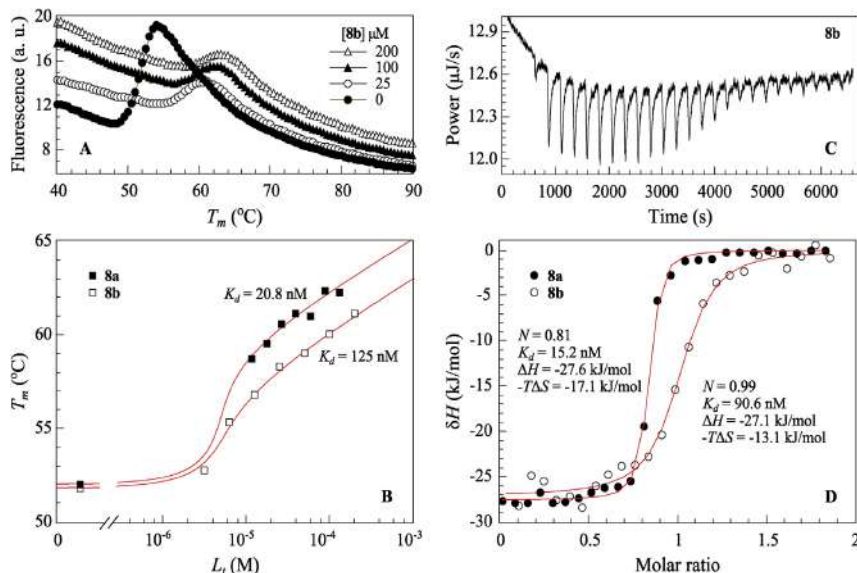 20
16
12
8
Fluorescence (a. u.)
[8b] μM
200
100
25
0
A
40 50 60 70 80 90
Tm (°C)
12.9
12.6
12.3
12.0
Power (μJ/s)
8b
C
0 1000 2000 3000 4000 5000 6000
Time (s)
65
60
55
50
Tm (°C)
8a
8b
Kd = 20.8 nM
Kd = 125 nM
B
0 10-6 10-5 10-4 10-3
Lt (M)
0
-5
-10
-15
-20
-25
-30
δH (kJ/mol)
8a
8b
N = 0.81
Kd = 15.2 nM
ΔH = -27.6 kJ/mol
-TΔS = -17.1 kJ/mol
N = 0.99
Kd = 90.6 nM
ΔH = -27.1 kJ/mol
-TΔS = -13.1 kJ/mol
D
0 0.5 1 1.5 2
Molar ratio